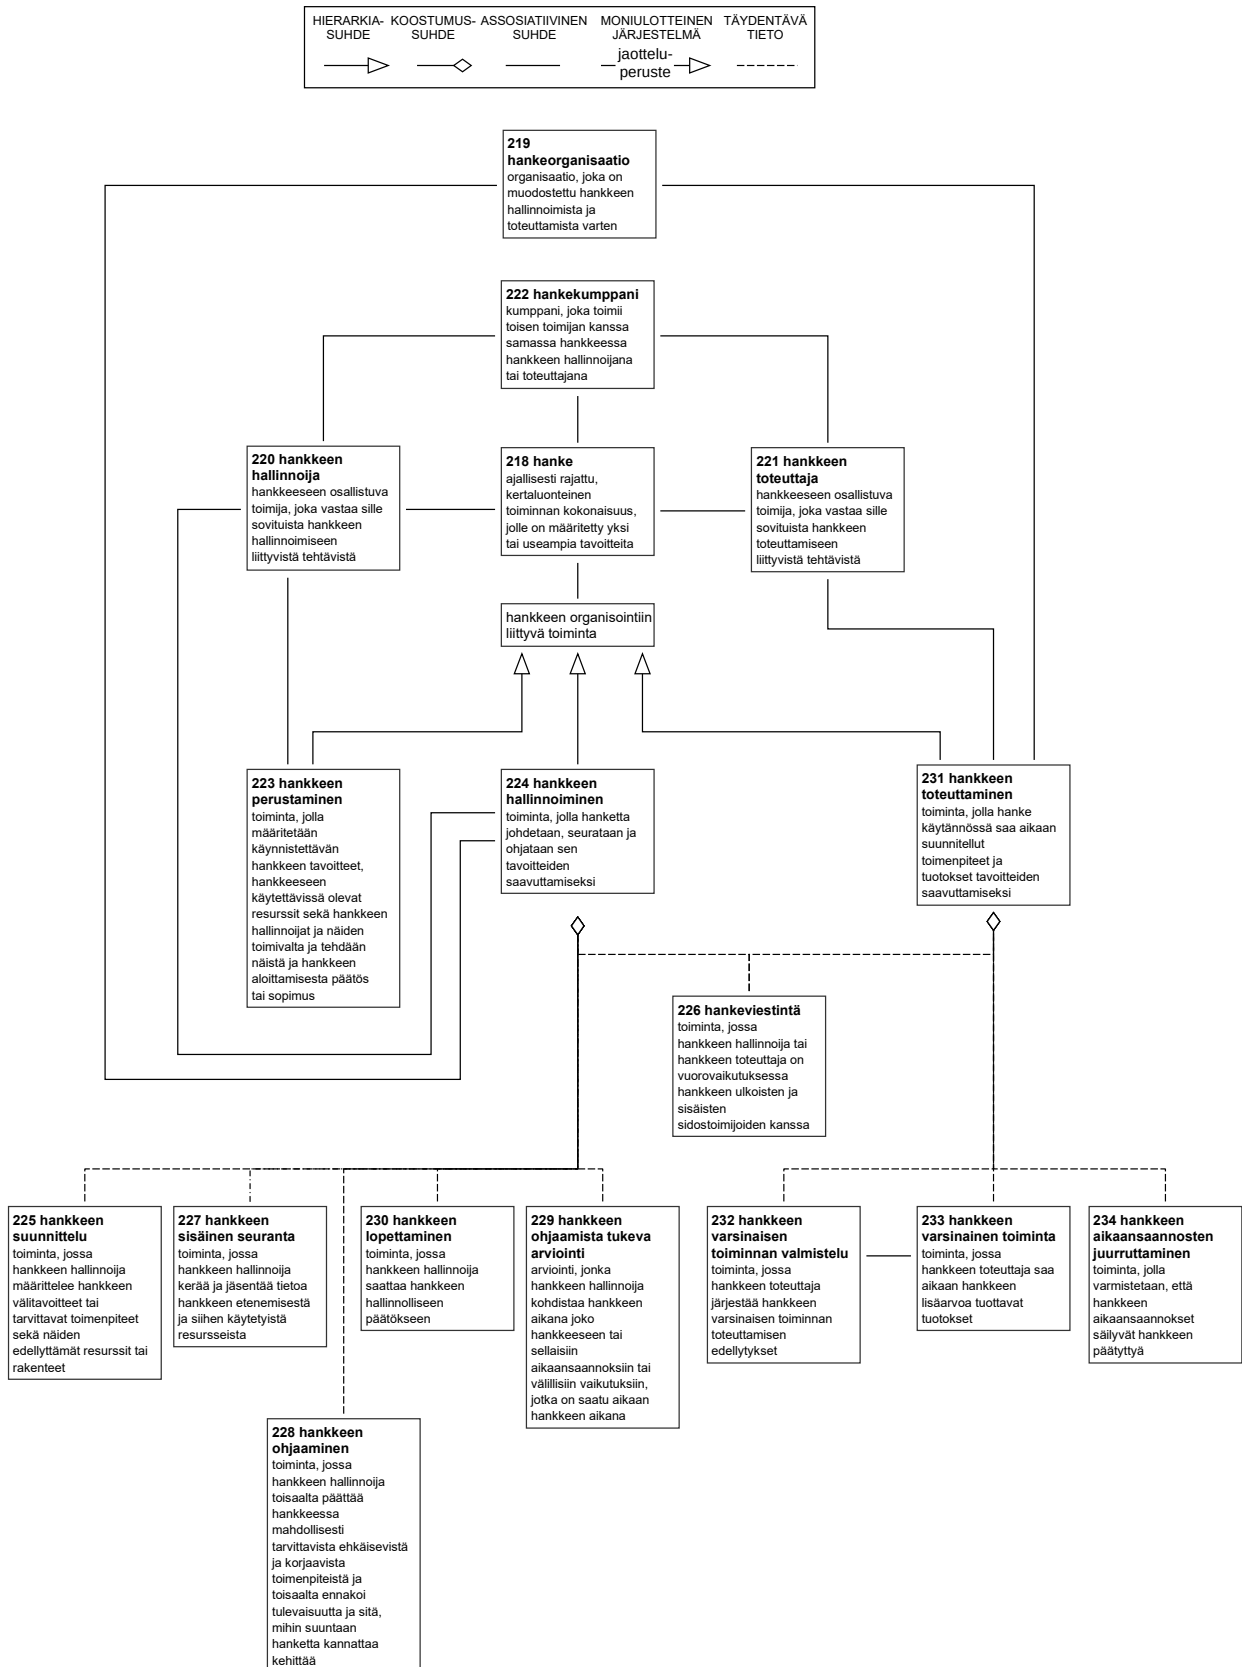 HIERARKIA-
SUHDE
KOOSTUMUS-
SUHDE
ASSOSIATIIVINEN
SUHDE
MONIULOTTEINEN
JÄRJESTELMÄ
TÄYDENTÄVÄ
TIETO
jaottelu-
peruste
219
hankeorganisaatio
organisaatio, joka on
muodostettu hankkeen
hallinnoimista ja
toteuttamista varten
222 hankekumppani
kumppani, joka toimii
toisen toimijan kanssa
samassa hankkeessa
hankkeen hallinnoijana
tai toteuttajana
220 hankkeen
hallinnoija
hankkeeseen osallistuva
toimija, joka vastaa sille
sovituista hankkeen
hallinnoimiseen
liittyvistä tehtävistä
218 hanke
ajallisesti rajattu,
kertaluonteinen
toiminnan kokonaisuus,
jolle on määritetty yksi
tai useampia tavoitteita
221 hankkeen
toteuttaja
hankkeeseen osallistuva
toimija, joka vastaa sille
sovituista hankkeen
toteuttamiseen
liittyvistä tehtävistä
hankkeen organisointiin
liittyvä toiminta
223 hankkeen
perustaminen
toiminta, jolla
määritetään
käynnistettävän
hankkeen tavoitteet,
hankkeeseen
käytettävissä olevat
resurssit sekä hankkeen
hallinnoijat ja näiden
toimivalta ja tehdään
näistä ja hankkeen
aloittamisesta päätös
tai sopimus
224 hankkeen
hallinnoiminen
toiminta, jolla hanketta
johdetaan, seurataan ja
ohjataan sen
tavoitteiden
saavuttamiseksi
231 hankkeen
toteuttaminen
toiminta, jolla hanke
käytännössä saa aikaan
suunnitellut
toimenpiteet ja
tuotokset tavoitteiden
saavuttamiseksi
226 hankeviestintä
toiminta, jossa
hankkeen hallinnoija tai
hankkeen toteuttaja on
vuorovaikutuksessa
hankkeen ulkoisten ja
sisäisten
sidostoimijoiden kanssa
225 hankkeen
suunnittelu
toiminta, jossa
hankkeen hallinnoija
määrittelee hankkeen
välitavoitteet tai
tarvittavat toimenpiteet
sekä näiden
edellyttämät resurssit tai
rakenteet
227 hankkeen
sisäinen seuranta
toiminta, jossa
hankkeen hallinnoija
kerää ja jäsentää tietoa
hankkeen etenemisestä
ja siihen käytetyistä
resursseista
230 hankkeen
lopettaminen
toiminta, jossa
hankkeen hallinnoija
saattaa hankkeen
hallinnolliseen
päätökseen
229 hankkeen
ohjaamista tukeva
arviointi
arviointi, jonka
hankkeen hallinnoija
kohdistaa hankkeen
aikana joko
hankkeeseen tai
sellaisiin
aikaansaannoksiin tai
välillisiin vaikutuksiin,
jotka on saatu aikaan
hankkeen aikana
232 hankkeen
varsinaisen
toiminnan valmistelu
toiminta, jossa
hankkeen toteuttaja
järjestää hankkeen
varsinaisen toiminnan
toteuttamisen
edellytykset
233 hankkeen
varsinainen toiminta
toiminta, jossa
hankkeen toteuttaja saa
aikaan hankkeen
lisäarvoa tuottavat
tuotokset
234 hankkeen
aikaansaannosten
juurruttaminen
toiminta, jolla
varmistetaan, että
hankkeen
aikaansaannokset
säilyvät hankkeen
päätyttyä
228 hankkeen
ohjaaminen
toiminta, jossa
hankkeen hallinnoija
toisaalta päättää
hankkeessa
mahdollisesti
tarvittavista ehkäisevistä
ja korjaavista
toimenpiteistä ja
toisaalta ennakoi
tulevaisuutta ja sitä,
mihin suuntaan
hanketta kannattaa
kehittää